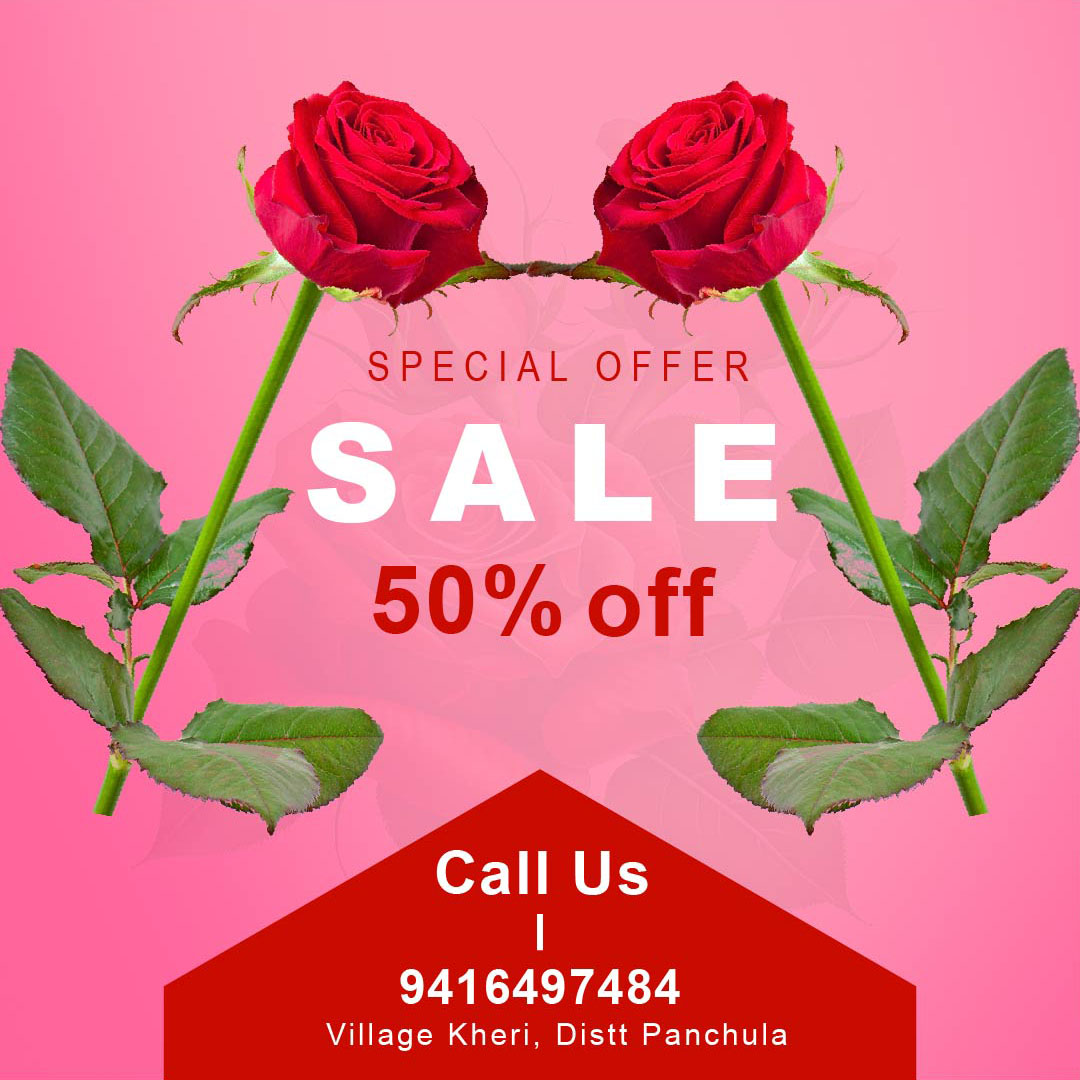 SPECIAL OFFER
SALE
50% off
Call Us
|
9416497484
Village Kheri, Distt Panchula